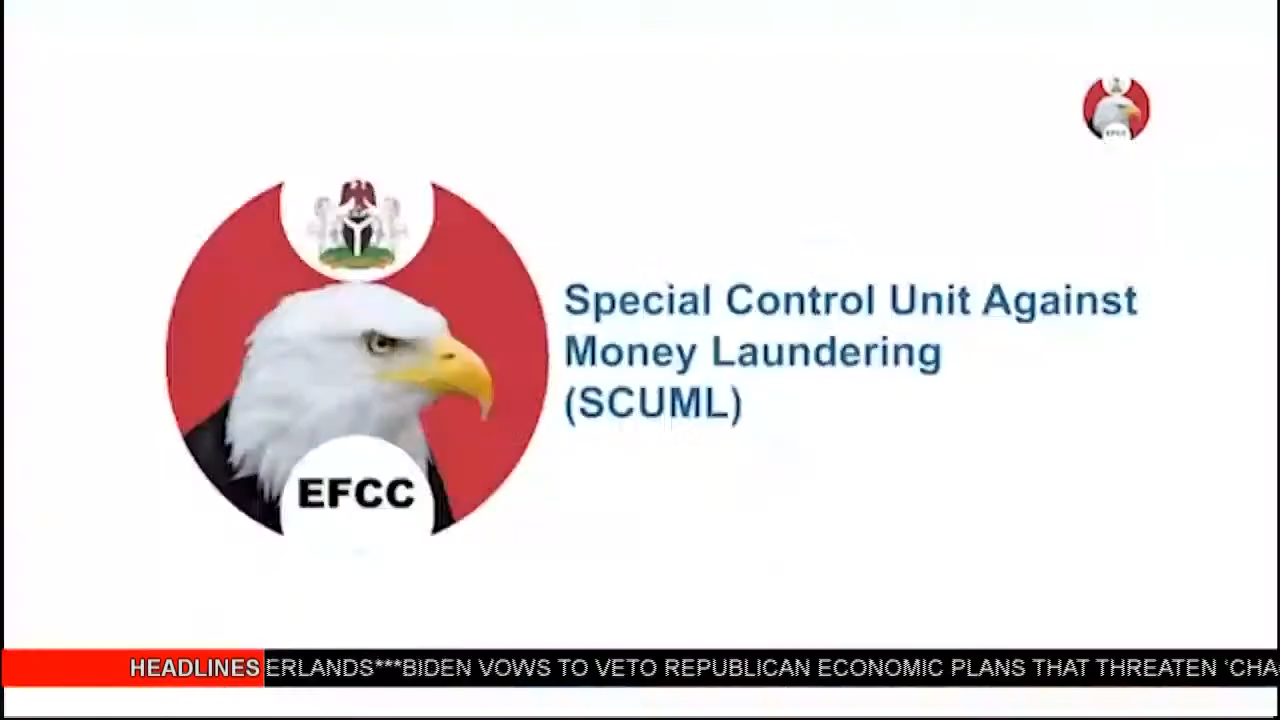 Special Control Unit Against
Money Laundering
(SCUML)
EFCC
EFCC
HEADLINES
ERLANDS***BIDEN VOWS TO VETO REPUBLICAN ECONOMIC PLANS THAT THREATEN ‘CHA